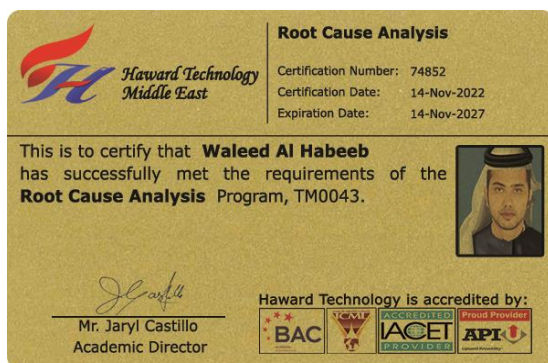 Haward Technology
Middle East
Root Cause Analysis
Certification Number: 74852
Certification Date: 14-Nov-2022
Expiration Date: 14-Nov-2027
This is to certify that Waleed Al Habeeb
has successfully met the requirements of the
Root Cause Analysis Program, TM0043.
Mr. Jaryl Castillo
Academic Director
Haward Technology is accredited by:
BAC
TCMI
ACCREDITED
IACET
PROVIDER
Proud Provider
API